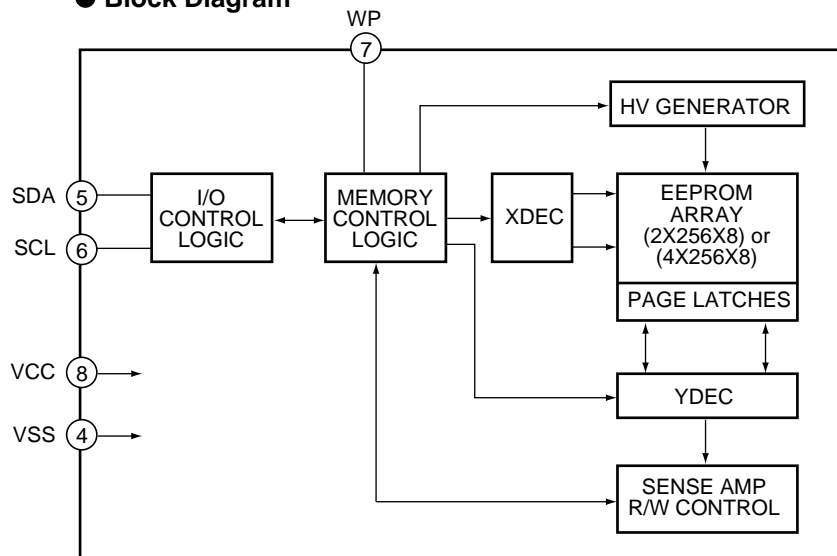 ● Block Diagram
WP
7
HV GENERATOR
SDA
5
SCL
6
I/O
CONTROL
LOGIC
MEMORY
CONTROL
LOGIC
XDEC
EEPROM
ARRAY
(2X256X8) or
(4X256X8)
PAGE LATCHES
VCC
8
YDEC
VSS
4
SENSE AMP
R/W CONTROL